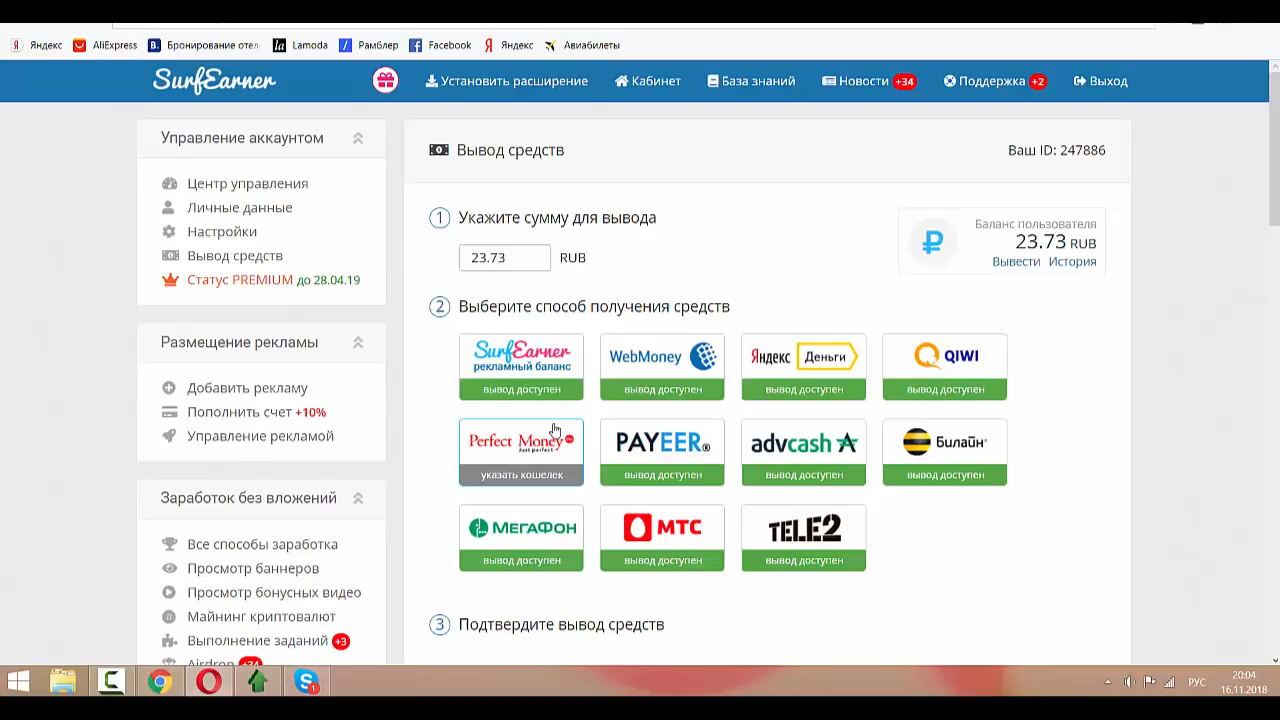 Яндекс AliExpress Бронирование отел Lamoda Рамблер Facebook Яндекс Авиабилеты
SurfEarner Установить расширение Кабинет База знаний Новости +34 Поддержка +2 Выход
Управление аккаунтом
Центр управления
Личные данные
Настройки
Вывод средств
Статус PREMIUM до 28.04.19
Размещение рекламы
Добавить рекламу
Пополнить счет +10%
Управление рекламой
Заработок без вложений
Все способы заработка
Просмотр баннеров
Просмотр бонусных видео
Майнинг криптовалют
Выполнение заданий +3
Airdrop +34
Вывод средств Ваш ID: 247886
1 Укажите сумму для вывода
23.73 RUB
Баланс пользователя
23.73 RUB
Вывести История
2 Выберите способ получения средств
SurfEarner
рекламный баланс
вывод доступен
WebMoney
вывод доступен
Яндекс Деньги
вывод доступен
QIWI
вывод доступен
Perfect Money PM
Just perfect
указать кошелек
PAYEER®
вывод доступен
advcash
вывод доступен
Билайн®
вывод доступен
МегаФон
вывод доступен
МТС
вывод доступен
TELE2
вывод доступен
3 Подтвердите вывод средств
1 РУС 20:04
16.11.2018